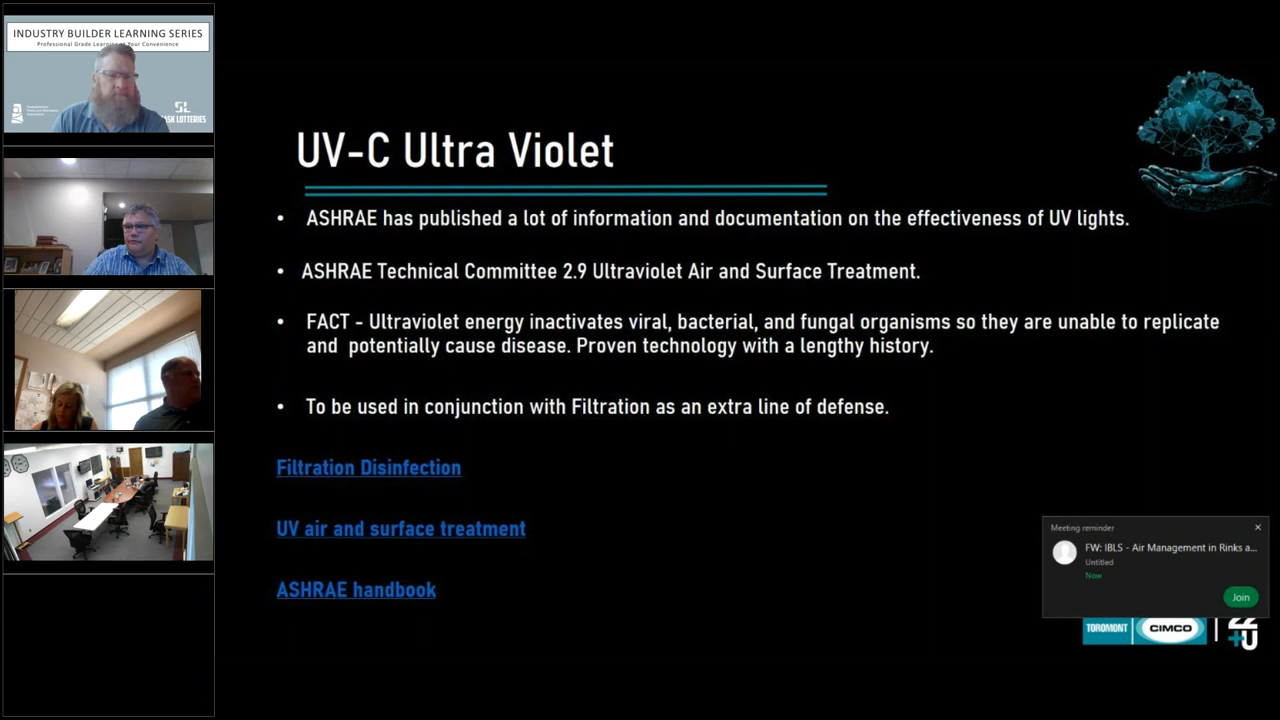 INDUSTRY BUILDER LEARNING SERIES
Professional Grade Learning at Your Convenience
SL
SASK LOTTERIES
UV-C Ultra Violet
• ASHRAE has published a lot of information and documentation on the effectiveness of UV lights.
• ASHRAE Technical Committee 2.9 Ultraviolet Air and Surface Treatment.
• FACT - Ultraviolet energy inactivates viral, bacterial, and fungal organisms so they are unable to replicate
and potentially cause disease. Proven technology with a lengthy history.
• To be used in conjunction with Filtration as an extra line of defense.
Filtration Disinfection
UV air and surface treatment
ASHRAE handbook
Meeting reminder
FW: IBLS - Air Management in Rinks a...
Untitled
Now
Join
TOROMONT
CIMCO
+U